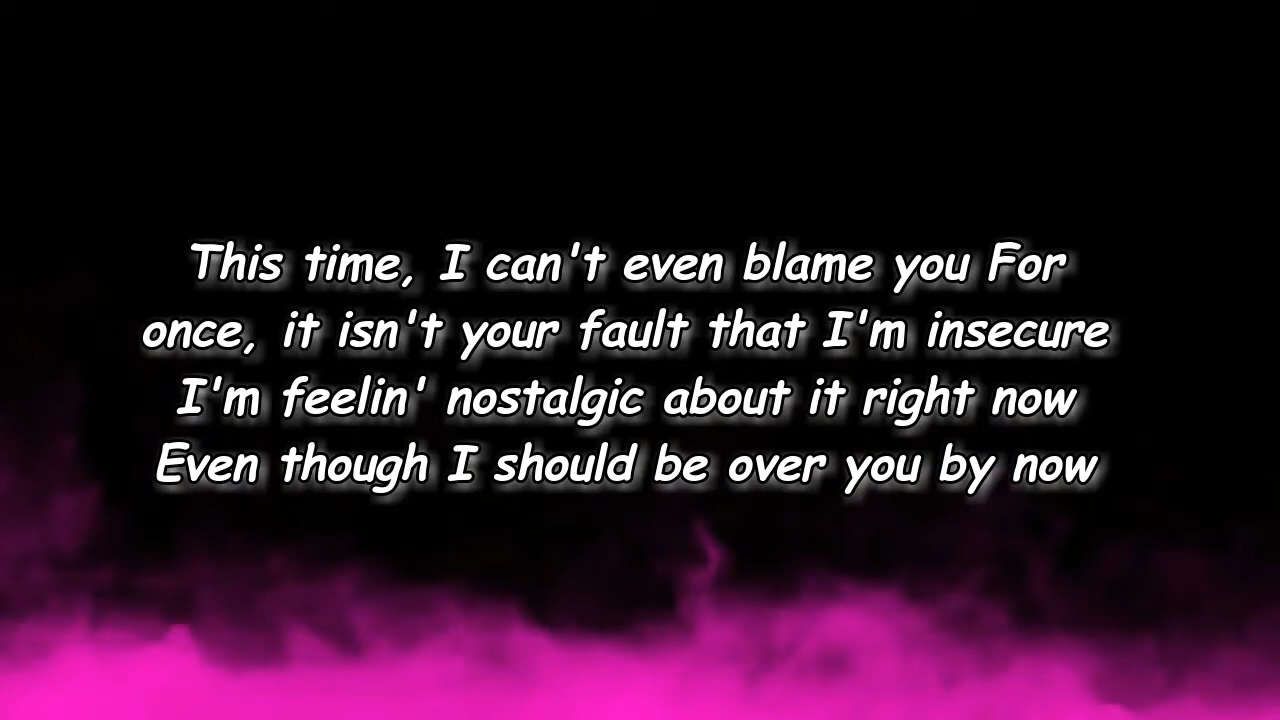 This time, I can't even blame you For
once, it isn't your fault that I'm insecure
I'm feelin' nostalgic about it right now
Even though I should be over you by now